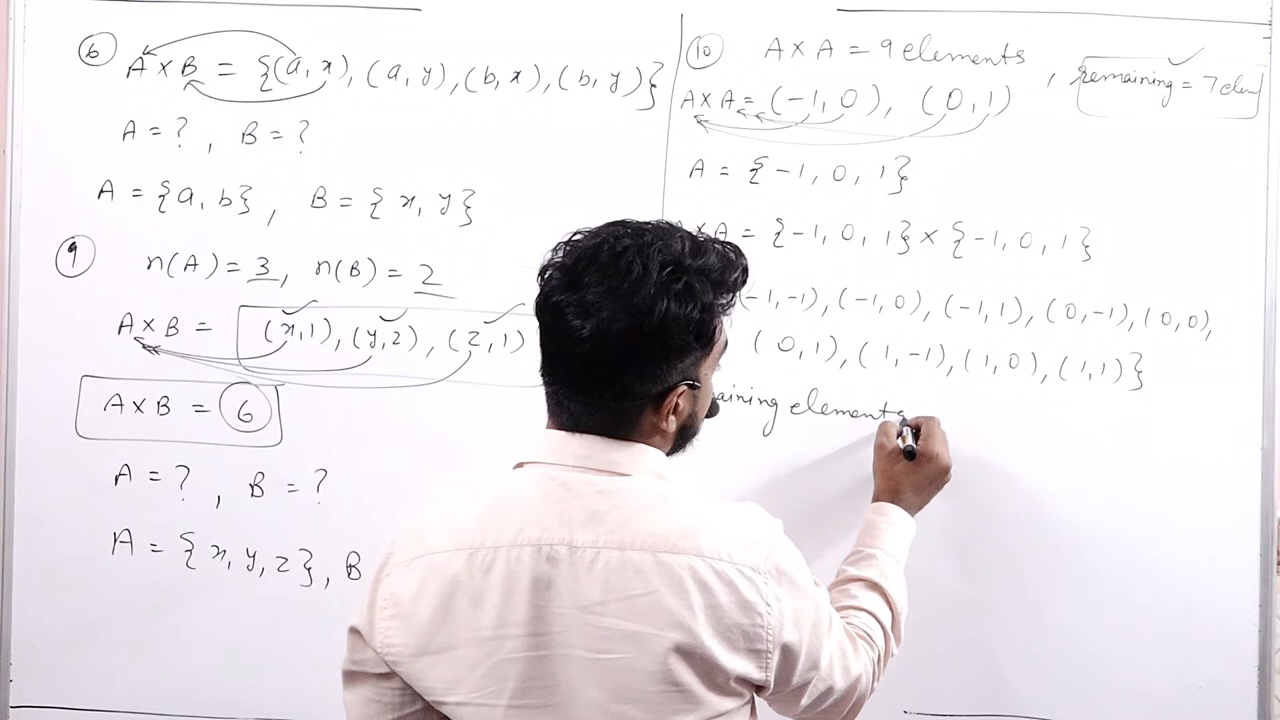 6 A × B = {(a, x), (a, y), (b, x), (b, y)}
A = ? , B = ?
A = {a, b} , B = {x, y}
9 n(A) = 3, n(B) = 2
A × B = (x,1), (y,2), (z,1)
A × B = 6
A = ? , B = ?
A = {x, y, z}, B
10 A × A = 9 elements , remaining = 7 elem
A × A = (-1, 0), (0, 1)
A = {-1, 0, 1}
× A = {-1, 0, 1} × {-1, 0, 1}
(-1,-1), (-1,0), (-1,1), (0,-1), (0,0),
(0,1), (1,-1), (1,0), (1,1)}
aining elements